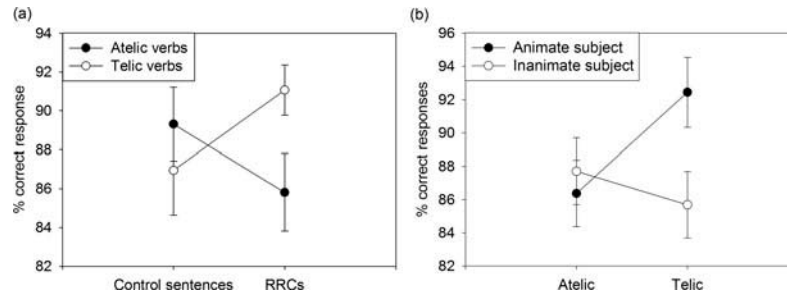 (a)
% correct responses
Atelic verbs
Telic verbs
94
92
90
88
86
84
82
Control sentences
RRCs
(b)
% correct responses
Animate subject
Inanimate subject
96
94
92
90
88
86
84
82
Atelic
Telic